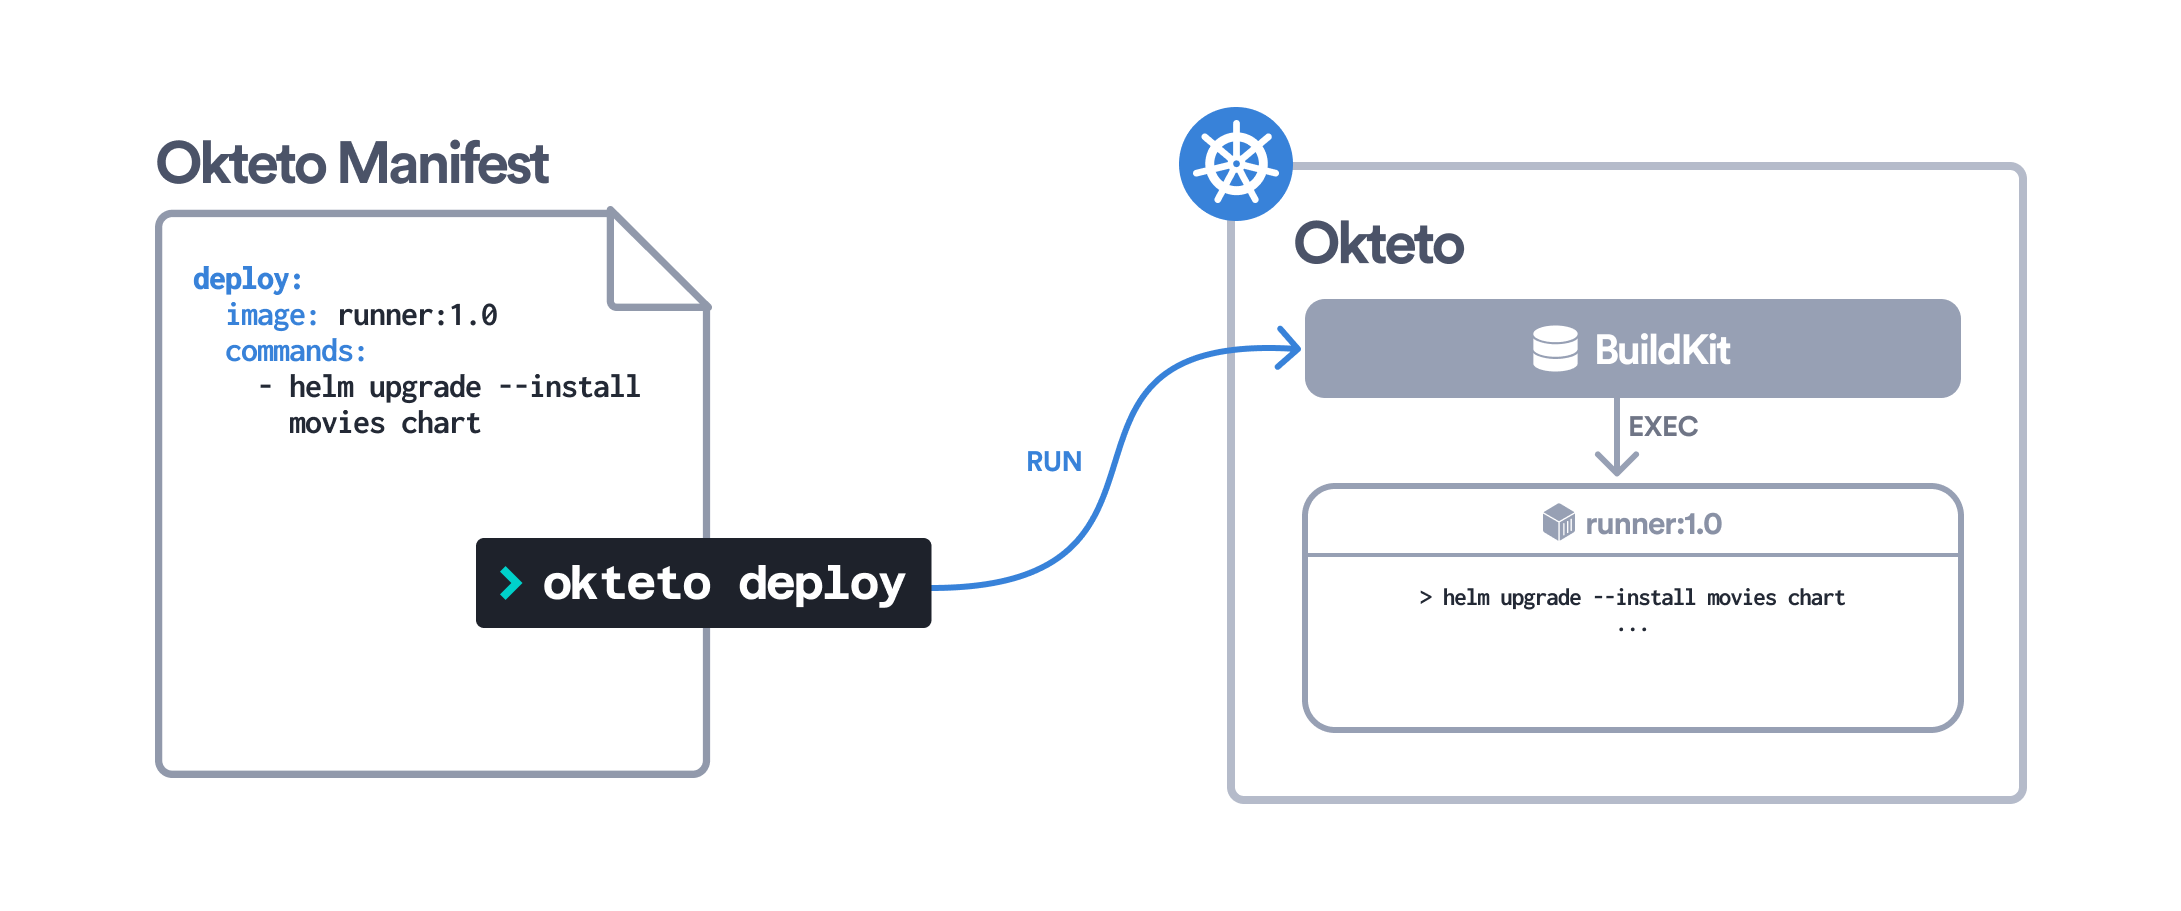 Okteto Manifest
deploy:
image: runner:1.0
commands:
- helm upgrade --install
movies chart
> okteto deploy
RUN
Okteto
BuildKit
EXEC
runner:1.0
> helm upgrade --install movies chart
...